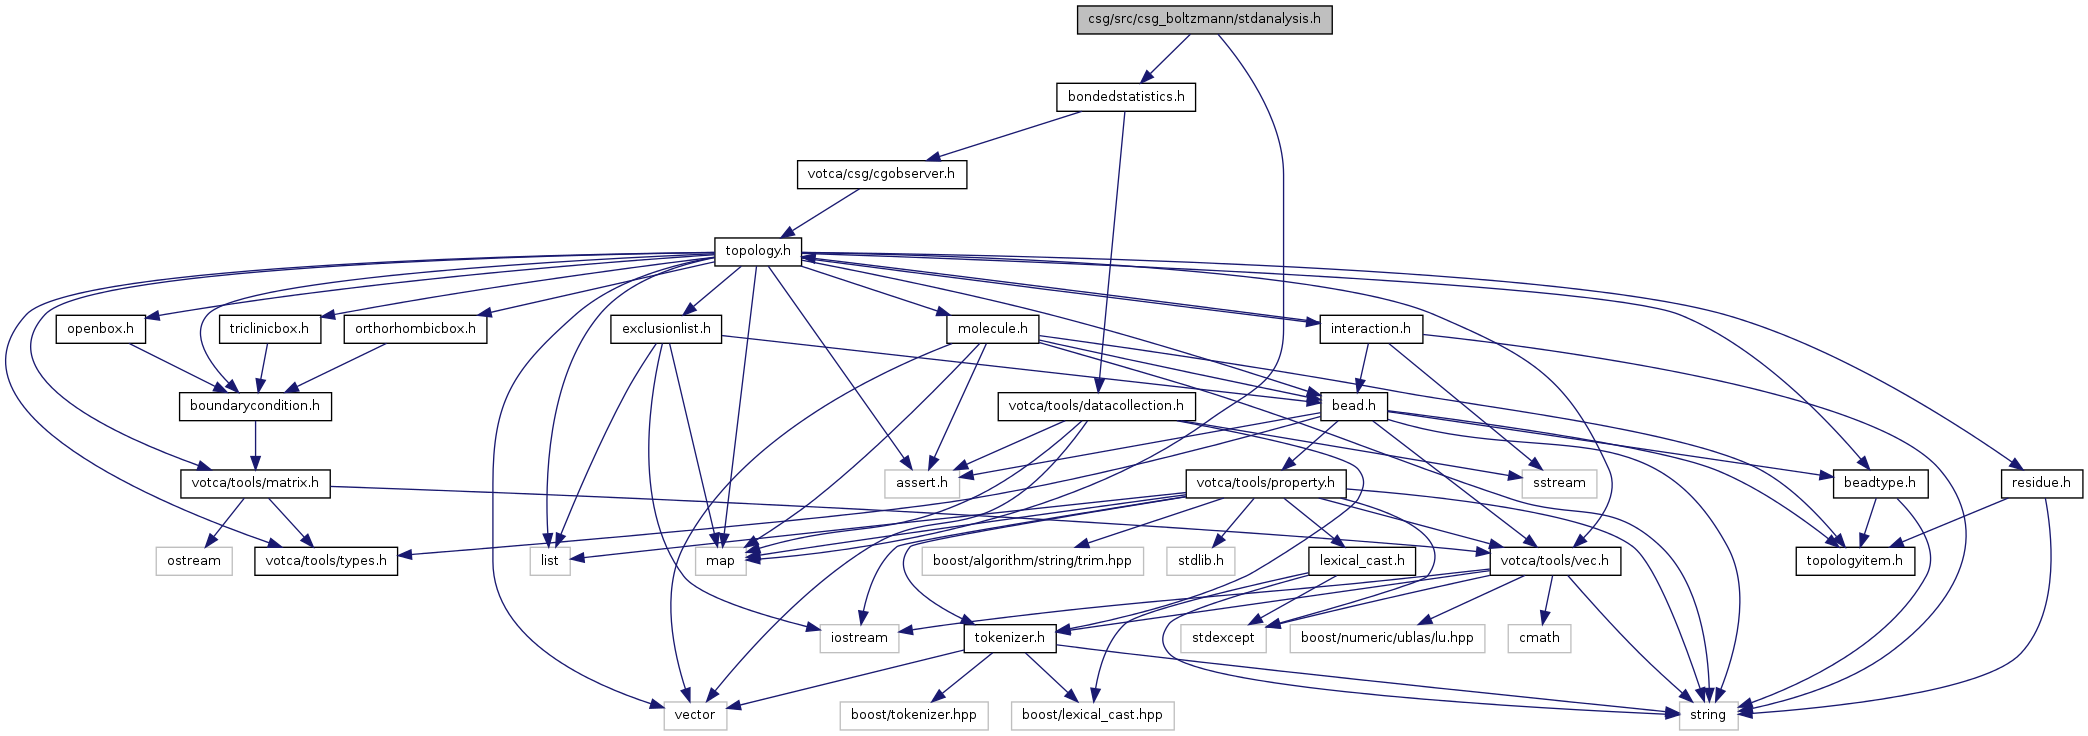 csg/src/csg_boltzmann/stdanalysis.h
bondedstatistics.h
votca/csg/cgobserver.h
topology.h
openbox.h
triclinicbox.h
orthorhombicbox.h
exclusionlist.h
molecule.h
interaction.h
boundarycondition.h
votca/tools/datacollection.h
bead.h
votca/tools/matrix.h
assert.h
votca/tools/property.h
sstream
beadtype.h
residue.h
ostream
votca/tools/types.h
list
map
boost/algorithm/string/trim.hpp
stdlib.h
lexical_cast.h
votca/tools/vec.h
topologyitem.h
iostream
tokenizer.h
stdexcept
boost/numeric/ublas/lu.hpp
cmath
vector
boost/tokenizer.hpp
boost/lexical_cast.hpp
string